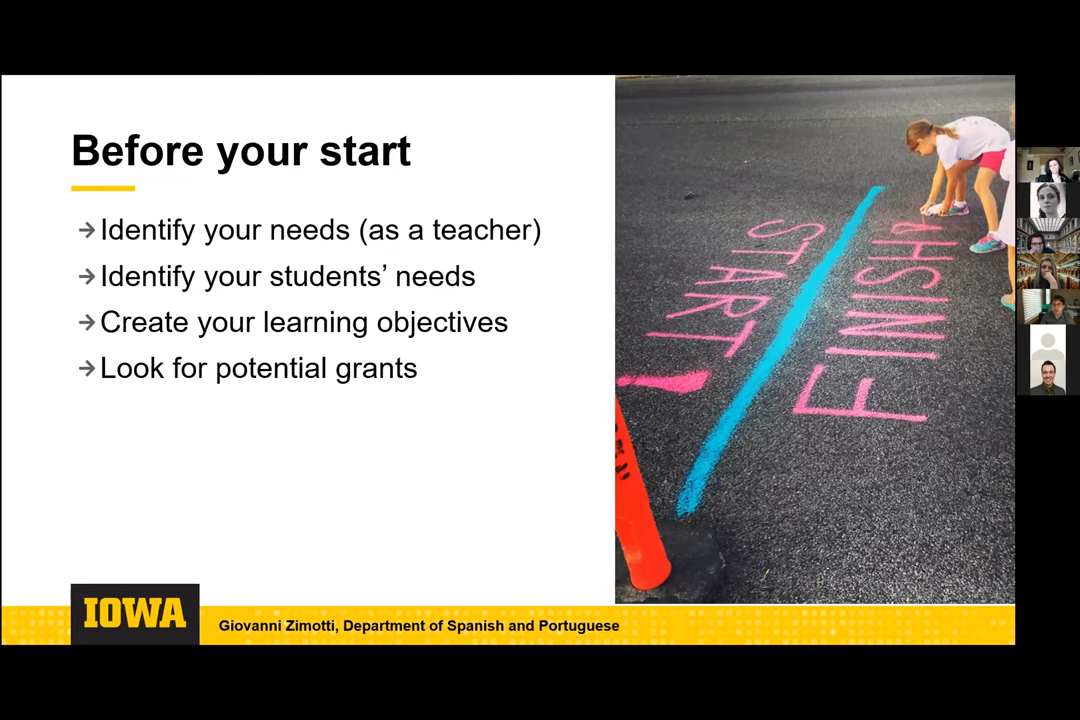 Before your start
→Identify your needs (as a teacher)
→Identify your students’ needs
→Create your learning objectives
→Look for potential grants
START!
FINISH
IOWA
Giovanni Zimotti, Department of Spanish and Portuguese